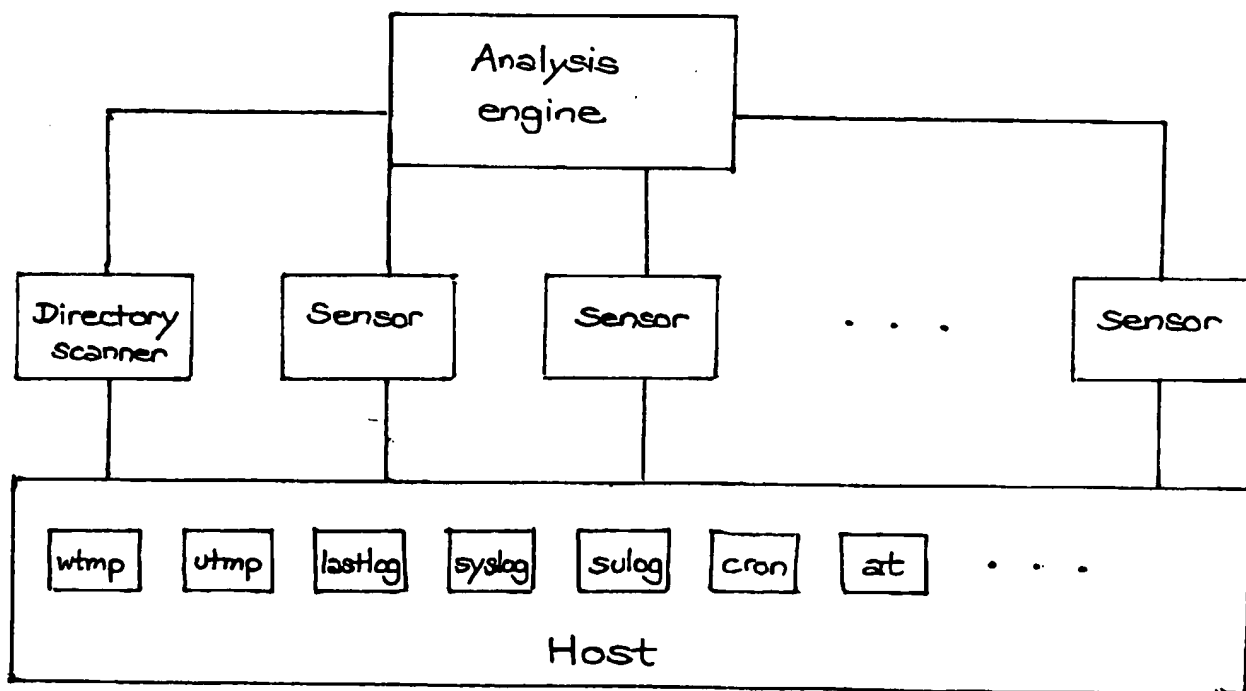 Analysis
engine
Directory
scanner
Sensor
Sensor
. . .
Sensor
wtmp
utmp
lastlog
syslog
sulog
cron
at
. . .
Host